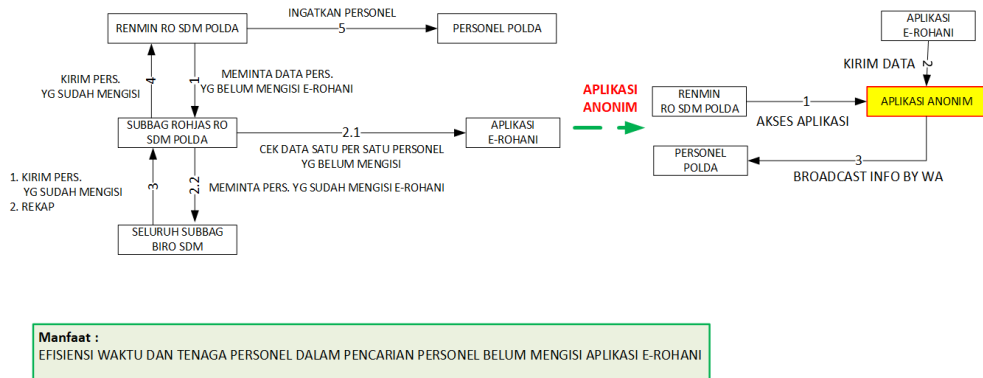 INGATKAN PERSONEL
RENMIN RO SDM POLDA
5
PERSONEL POLDA
KIRIM PERS.
YG SUDAH MENGISI
4
1
MEMINTA DATA PERS.
YG BELUM MENGISI E-ROHANI
SUBBAG ROHJAS RO
SDM POLDA
2.1
APLIKASI
E-ROHANI
CEK DATA SATU PER SATU PERSONEL
YG BELUM MENGISI
1. KIRIM PERS.
YG SUDAH MENGISI
2. REKAP
3
2.2
MEMINTA PERS. YG SUDAH MENGISI E-ROHANI
SELURUH SUBBAG
BIRO SDM
APLIKASI
ANONIM
APLIKASI
E-ROHANI
KIRIM DATA
2
RENMIN
RO SDM POLDA
1
AKSES APLIKASI
APLIKASI ANONIM
PERSONEL
POLDA
3
BROADCAST INFO BY WA
Manfaat :
EFISIENSI WAKTU DAN TENAGA PERSONEL DALAM PENCARIAN PERSONEL BELUM MENGISI APLIKASI E-ROHANI